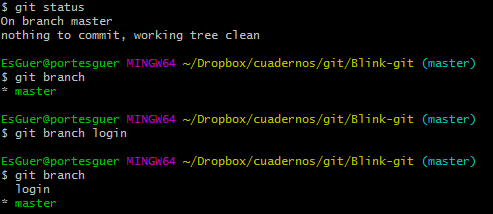 $ git status
On branch master
nothing to commit, working tree clean
EsGuer@portesguer MINGW64 ~/Dropbox/cuadernos/git/Blink-git (master)
$ git branch
* master
EsGuer@portesguer MINGW64 ~/Dropbox/cuadernos/git/Blink-git (master)
$ git branch login
EsGuer@portesguer MINGW64 ~/Dropbox/cuadernos/git/Blink-git (master)
$ git branch
  login
* master